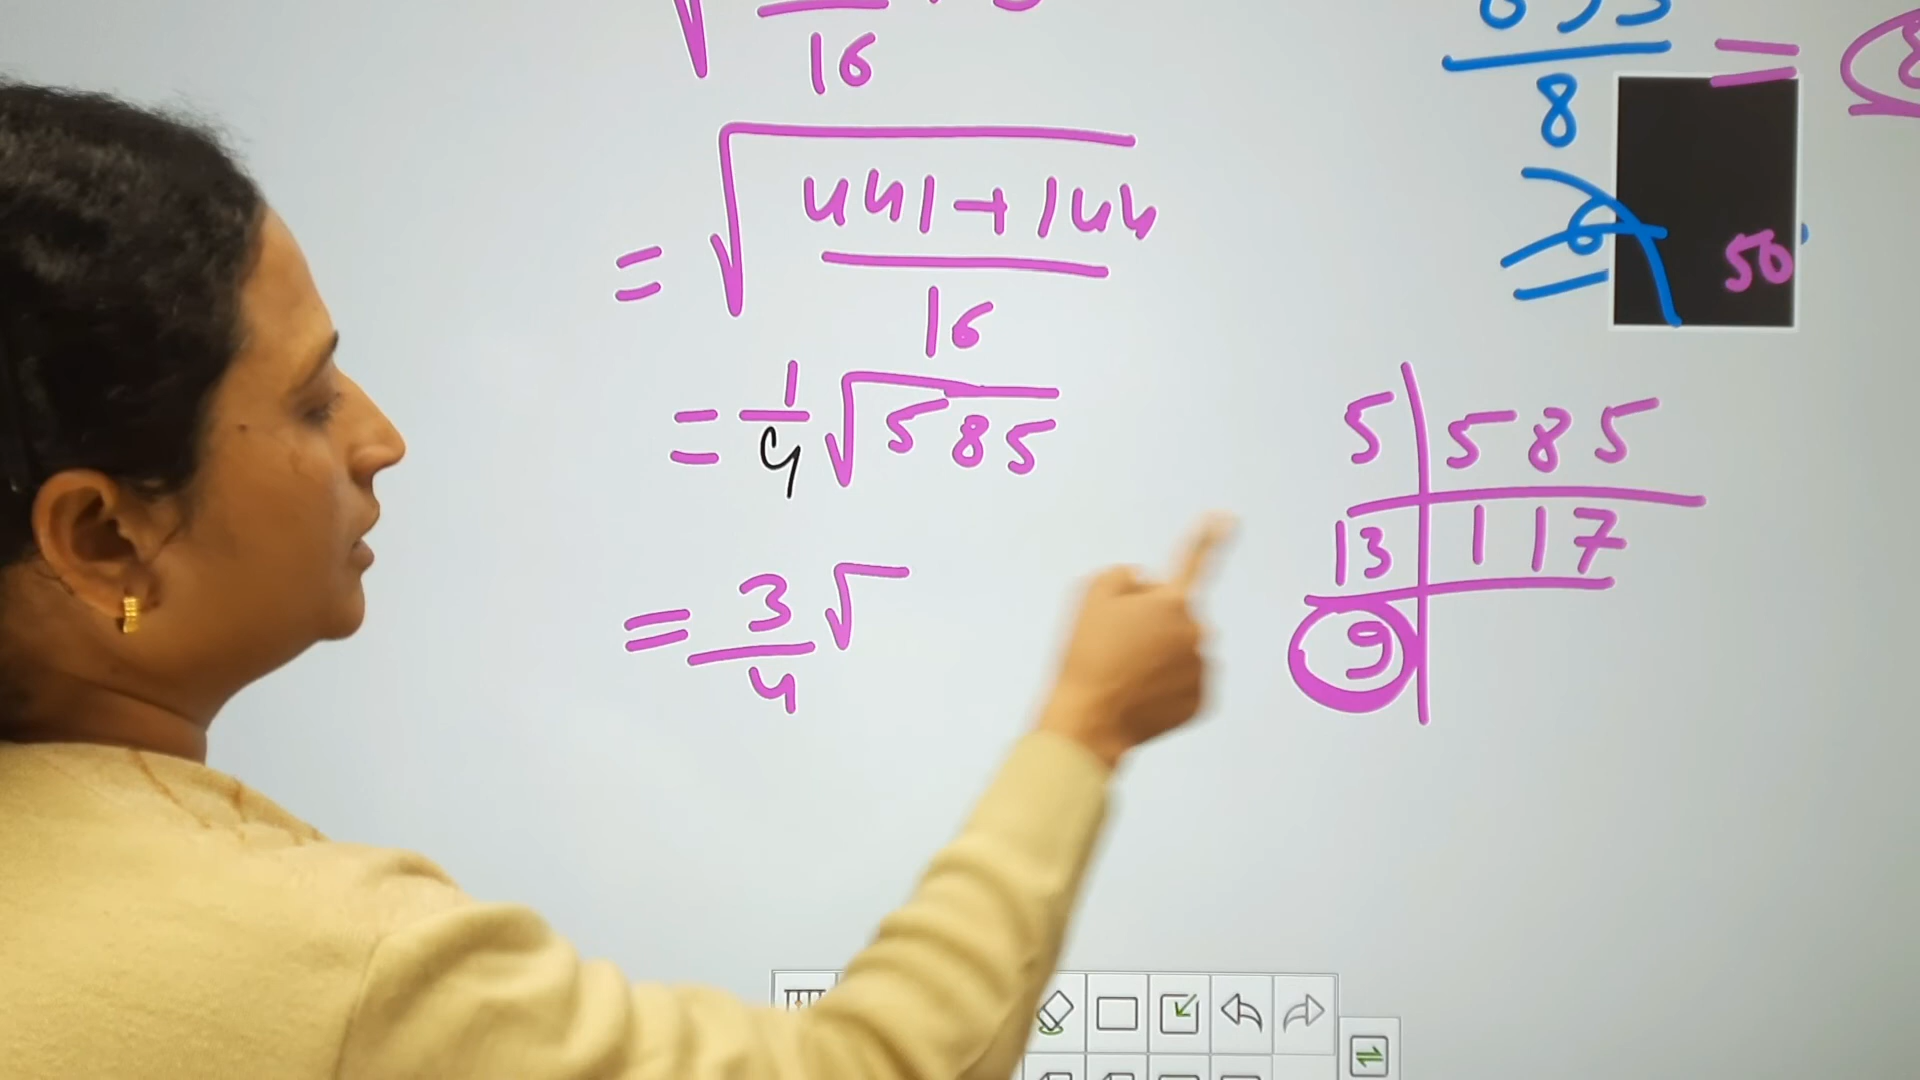 √ 16
= √ 441+144
16
= 1/4 √585
= 3/4 √
8
=
50
5 | 585
13 | 117
9